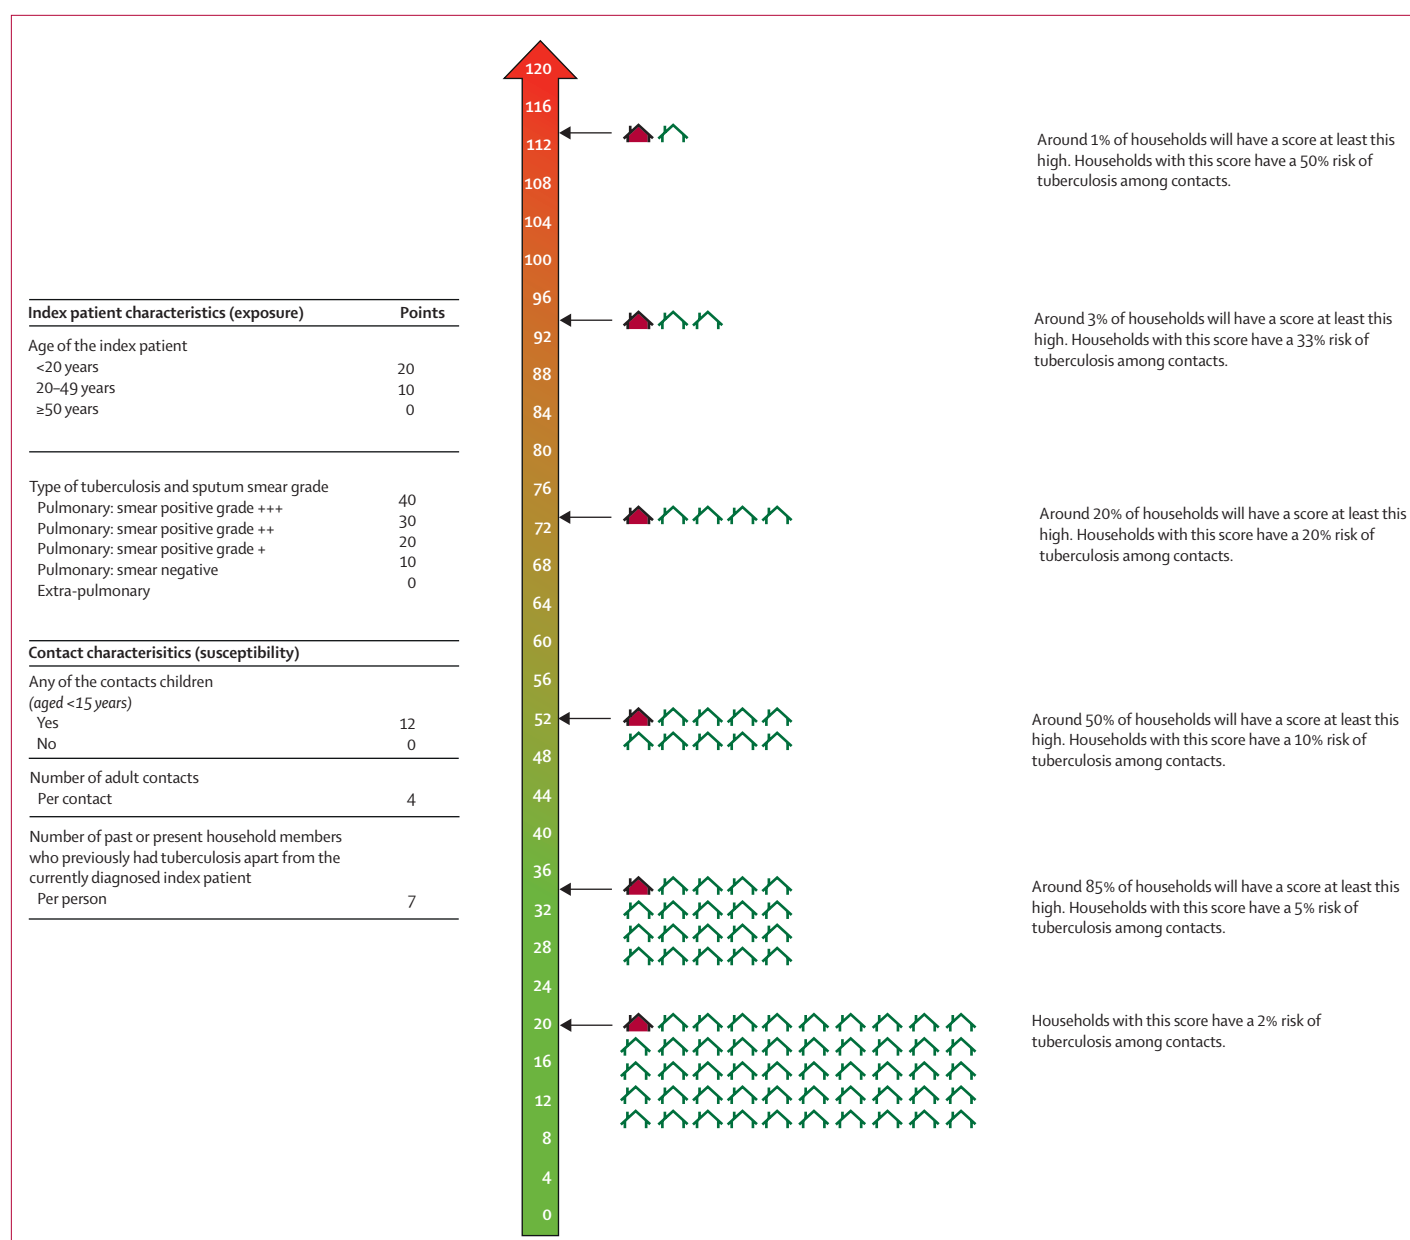 Index patient characteristics (exposure) Points
Age of the index patient
<20 years 20
20–49 years 10
≥50 years 0
Type of tuberculosis and sputum smear grade
Pulmonary: smear positive grade +++ 40
Pulmonary: smear positive grade ++ 30
Pulmonary: smear positive grade + 20
Pulmonary: smear negative 10
Extra-pulmonary 0
Contact characterisitics (susceptibility)
Any of the contacts children
(aged <15 years)
Yes 12
No 0
Number of adult contacts
Per contact 4
Number of past or present household members
who previously had tuberculosis apart from the
currently diagnosed index patient
Per person 7
120
116
112
108
104
100
96
92
88
84
80
76
72
68
64
60
56
52
48
44
40
36
32
28
24
20
16
12
8
4
0
Around 1% of households will have a score at least this
high. Households with this score have a 50% risk of
tuberculosis among contacts.
Around 3% of households will have a score at least this
high. Households with this score have a 33% risk of
tuberculosis among contacts.
Around 20% of households will have a score at least this
high. Households with this score have a 20% risk of
tuberculosis among contacts.
Around 50% of households will have a score at least this
high. Households with this score have a 10% risk of
tuberculosis among contacts.
Around 85% of households will have a score at least this
high. Households with this score have a 5% risk of
tuberculosis among contacts.
Households with this score have a 2% risk of
tuberculosis among contacts.